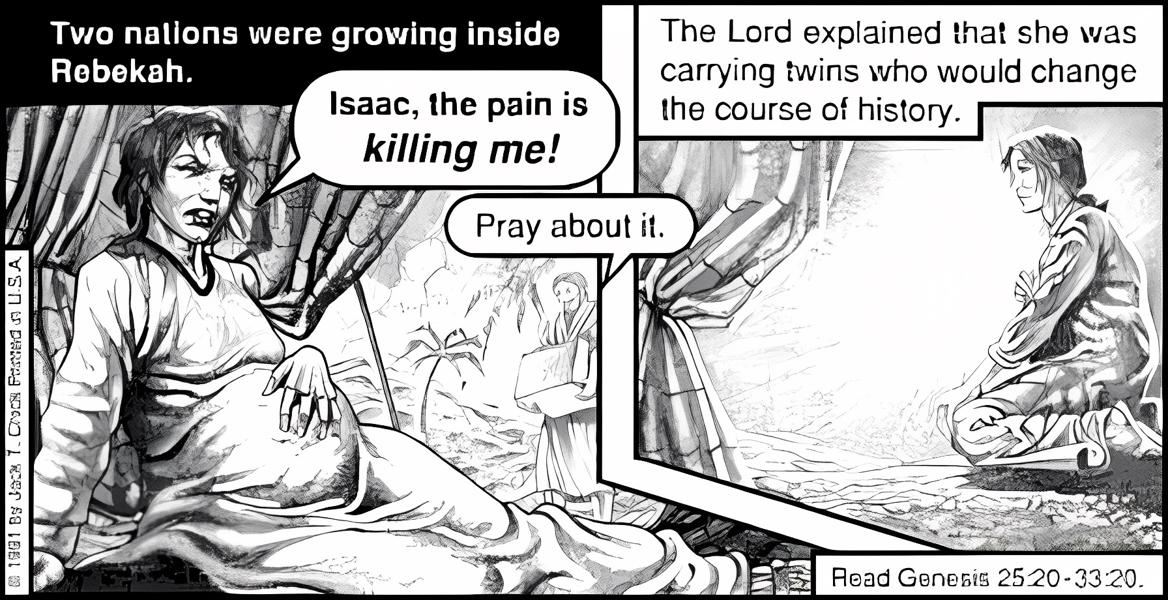 Two nations were growing inside
Rebekah.
Isaac, the pain is
killing me!
Pray about it.
The Lord explained that she was
carrying twins who would change
the course of history.
© 1991 By Jack T. Chick Printed in U.S.A.
Read Genesis 25:20-33:20.